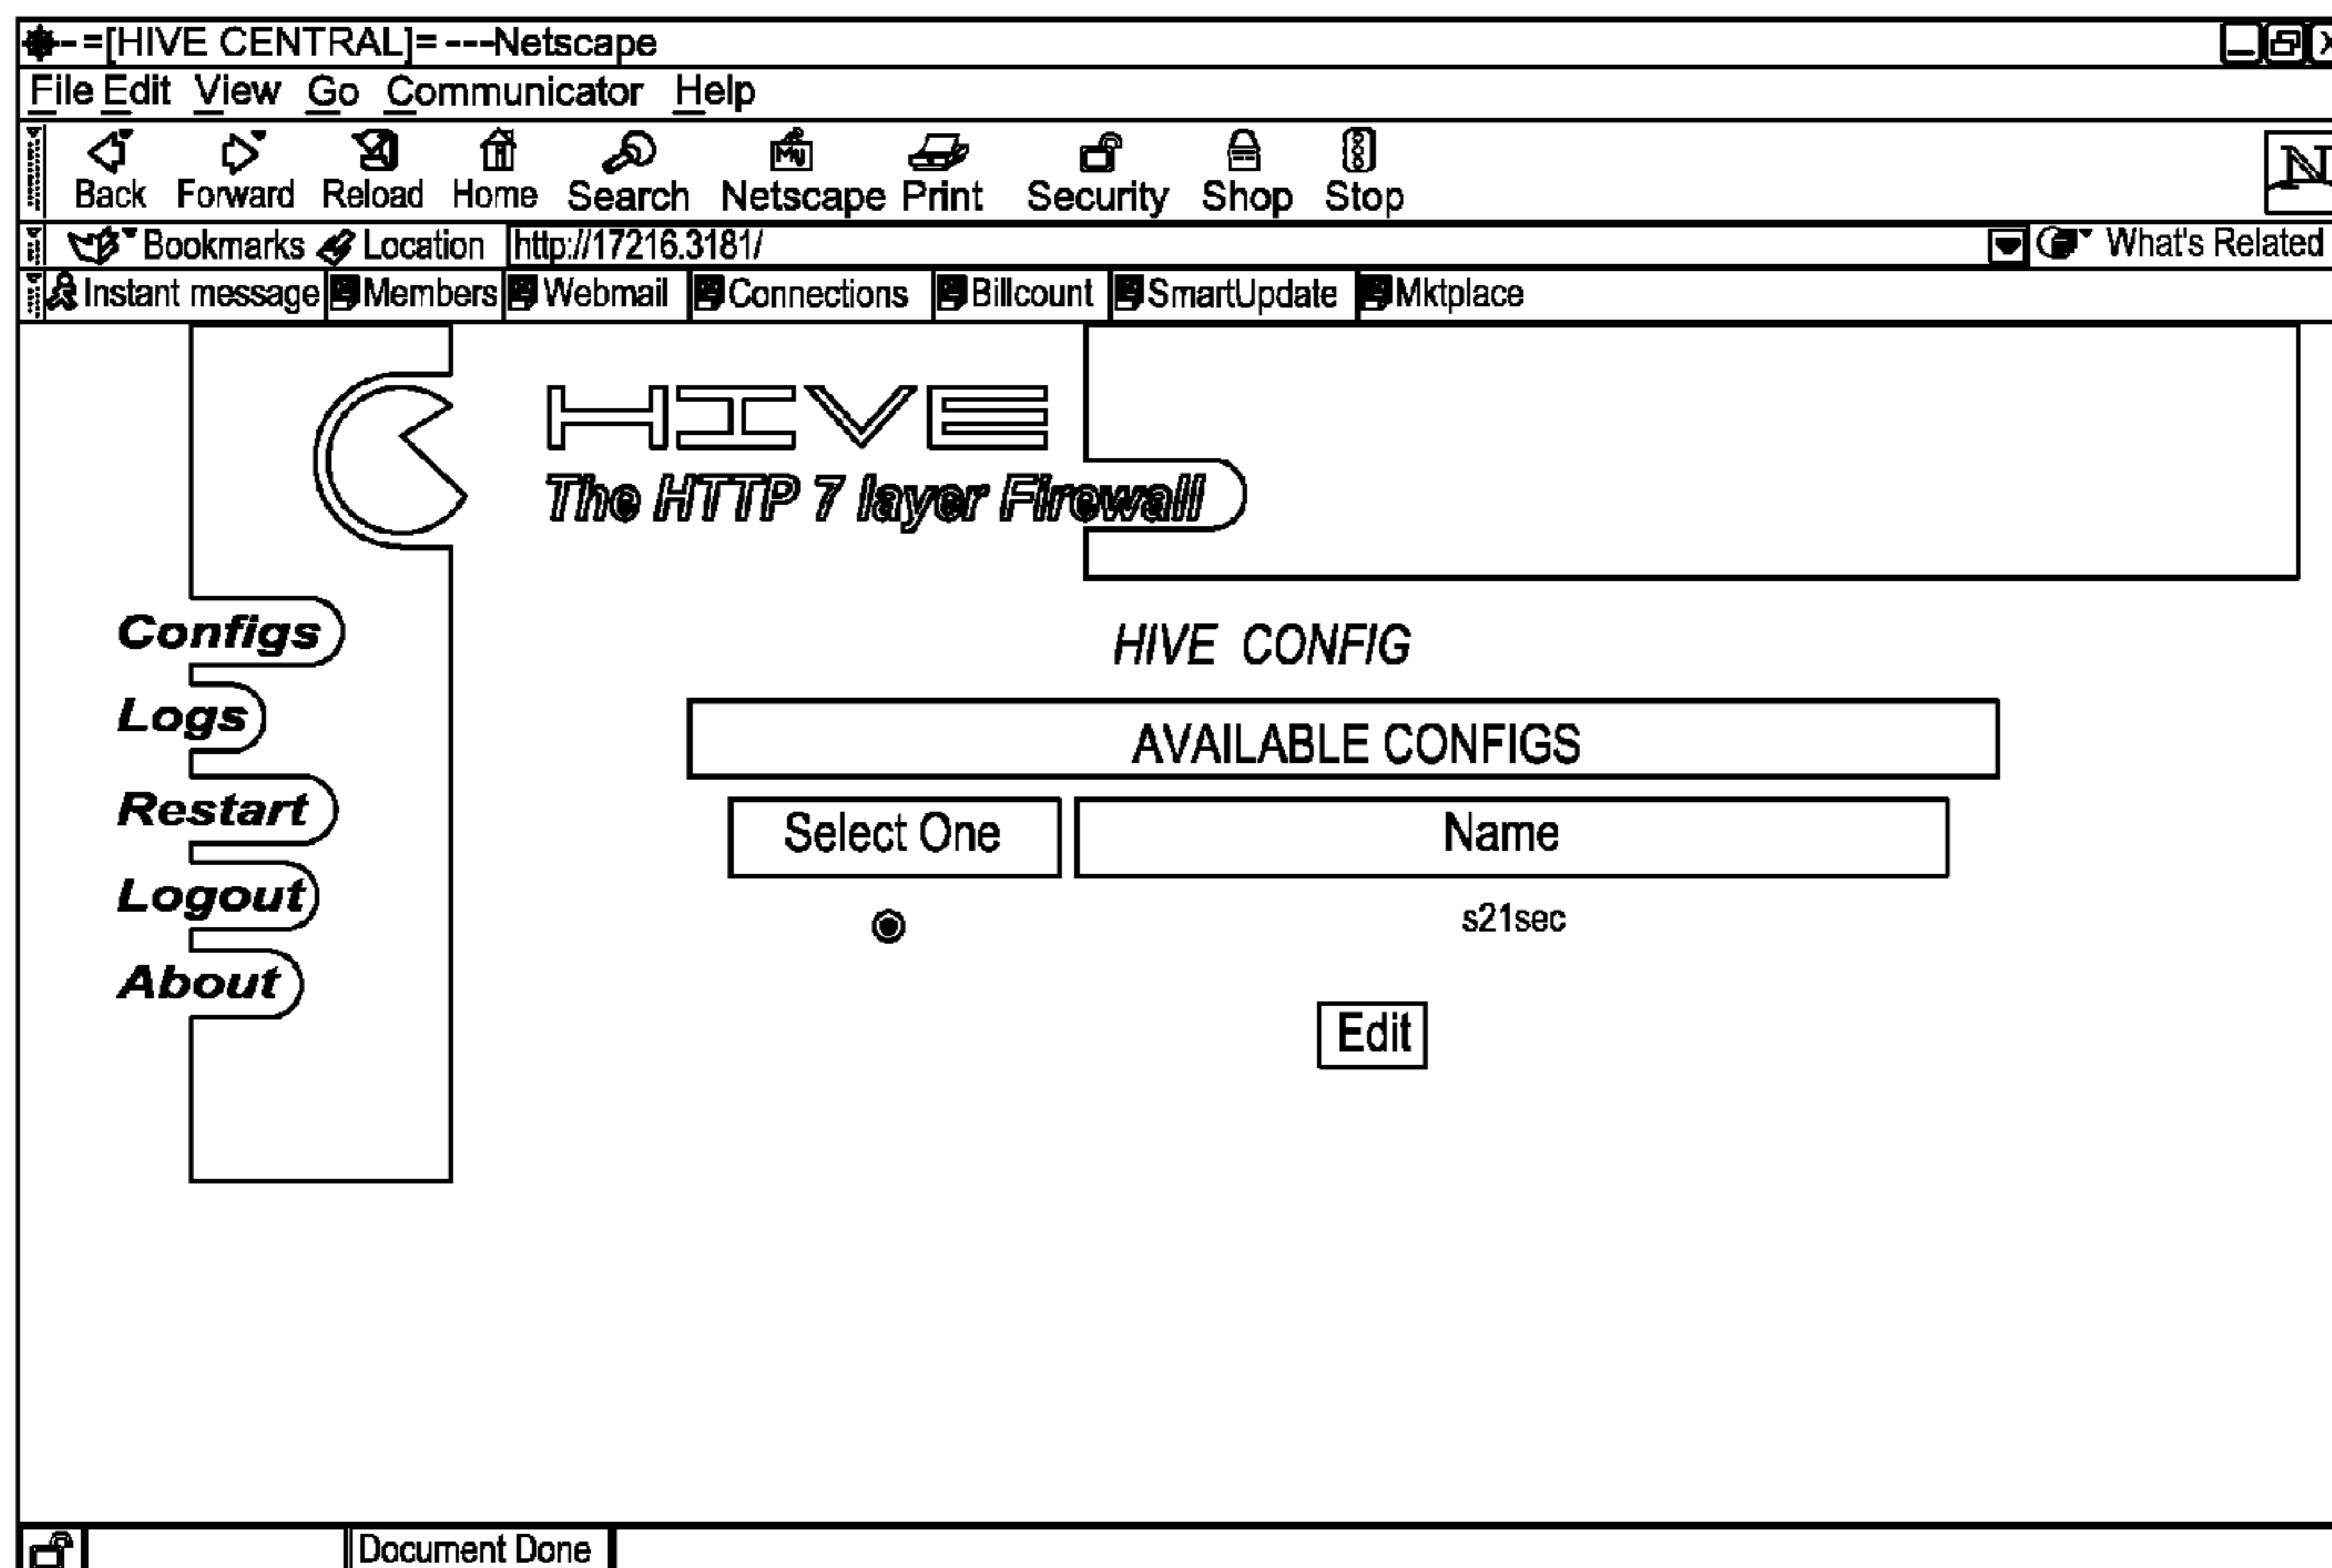 - =[HIVE CENTRAL]= ---Netscape
File Edit View Go Communicator Help
Back Forward Reload Home Search Netscape Print Security Shop Stop
Bookmarks Location http://17216.3181/ What's Related
Instant message Members Webmail Connections Billcount SmartUpdate Mktplace
HIVE
The HTTP 7 layer Firewall
Configs
Logs
Restart
Logout
About
HIVE CONFIG
AVAILABLE CONFIGS
Select One Name
s21sec
Edit
Document Done